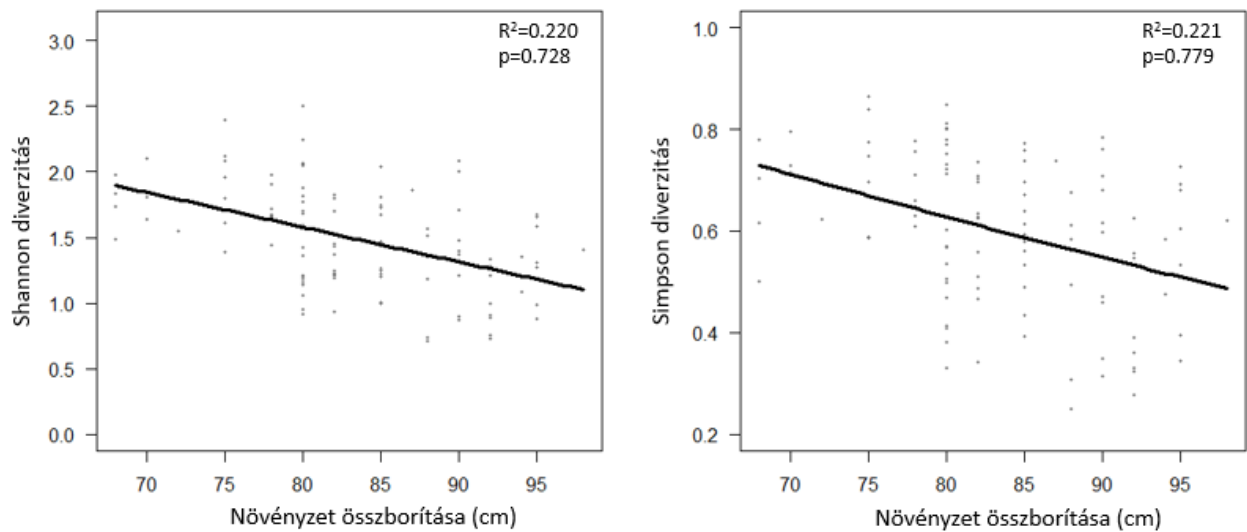 R²=0.220
p=0.728
3.0
2.5
2.0
1.5
1.0
0.5
0.0
Shannon diverzitás
70 75 80 85 90 95
Növényzet összborítása (cm)
R²=0.221
p=0.779
1.0
0.8
0.6
0.4
0.2
Simpson diverzitás
70 75 80 85 90 95
Növényzet összborítása (cm)